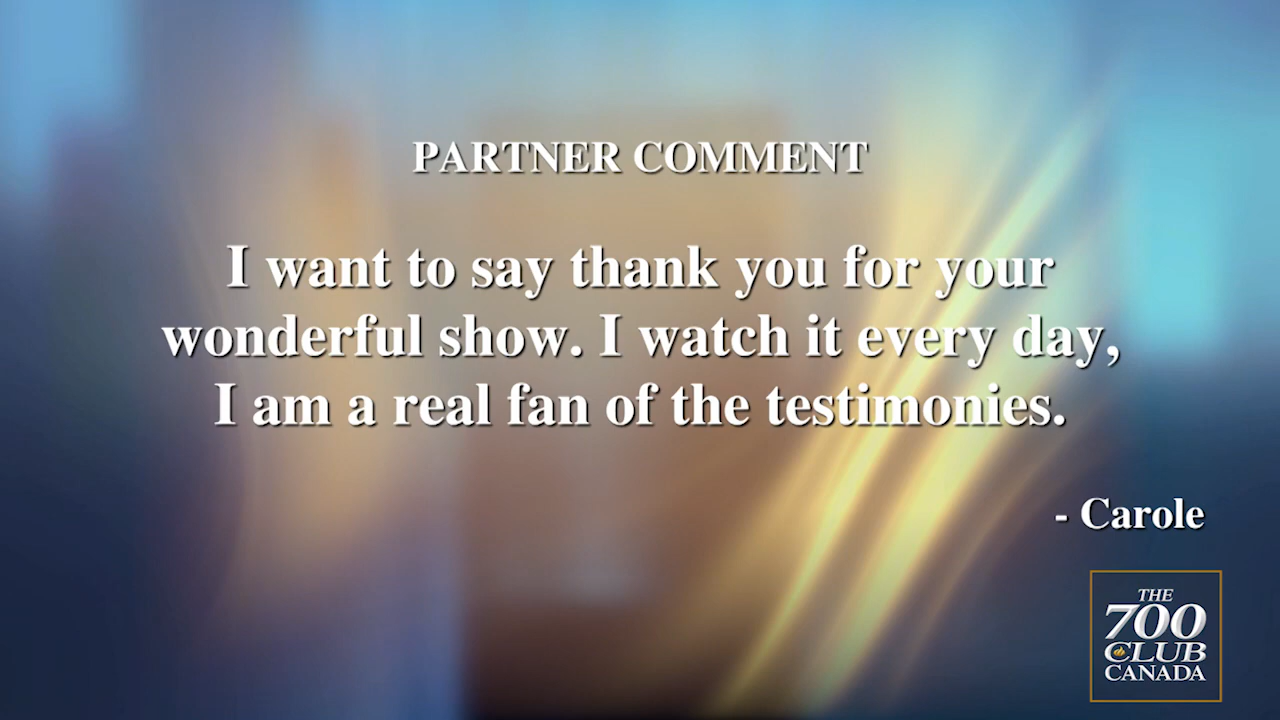 PARTNER COMMENT
I want to say thank you for your
wonderful show. I watch it every day,
I am a real fan of the testimonies.
- Carole
THE
700
CLUB
CANADA